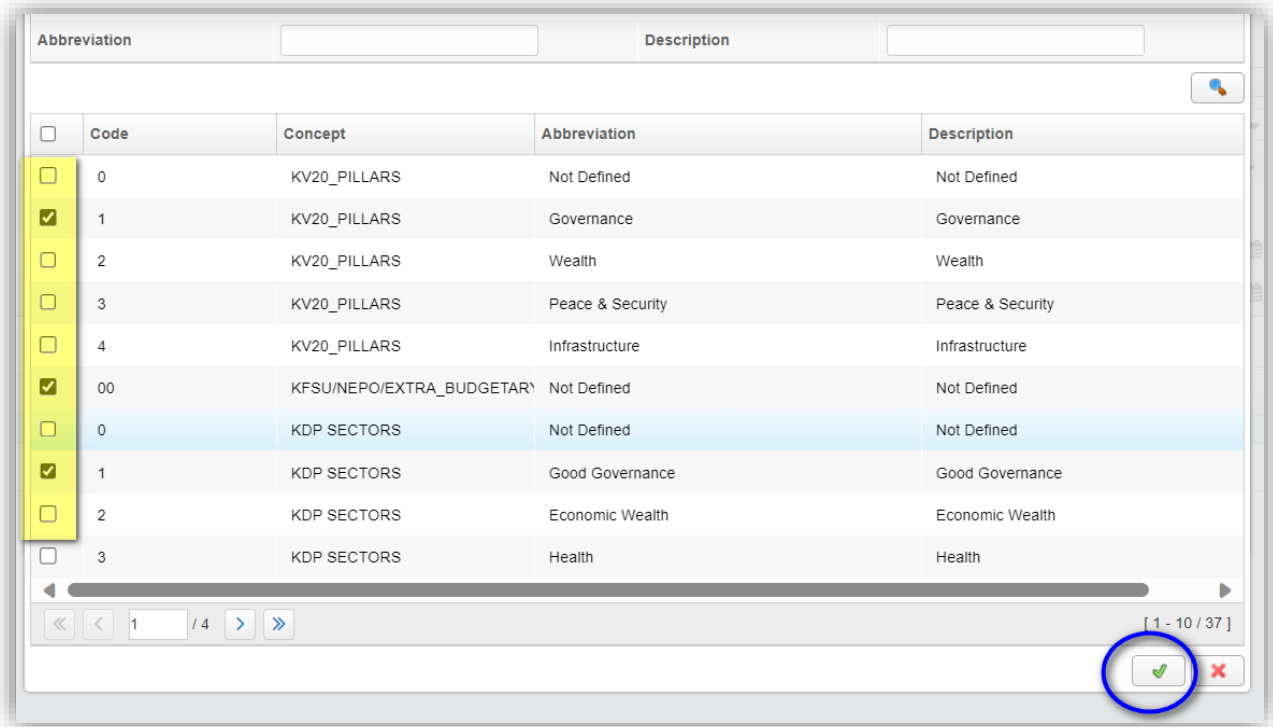 Abbreviation Description
Code Concept Abbreviation Description
0 KV20_PILLARS Not Defined Not Defined
1 KV20_PILLARS Governance Governance
2 KV20_PILLARS Wealth Wealth
3 KV20_PILLARS Peace & Security Peace & Security
4 KV20_PILLARS Infrastructure Infrastructure
00 KFSU/NEPO/EXTRA_BUDGETARY Not Defined Not Defined
0 KDP SECTORS Not Defined Not Defined
1 KDP SECTORS Good Governance Good Governance
2 KDP SECTORS Economic Wealth Economic Wealth
3 KDP SECTORS Health Health
1 / 4 [ 1 - 10 / 37 ]